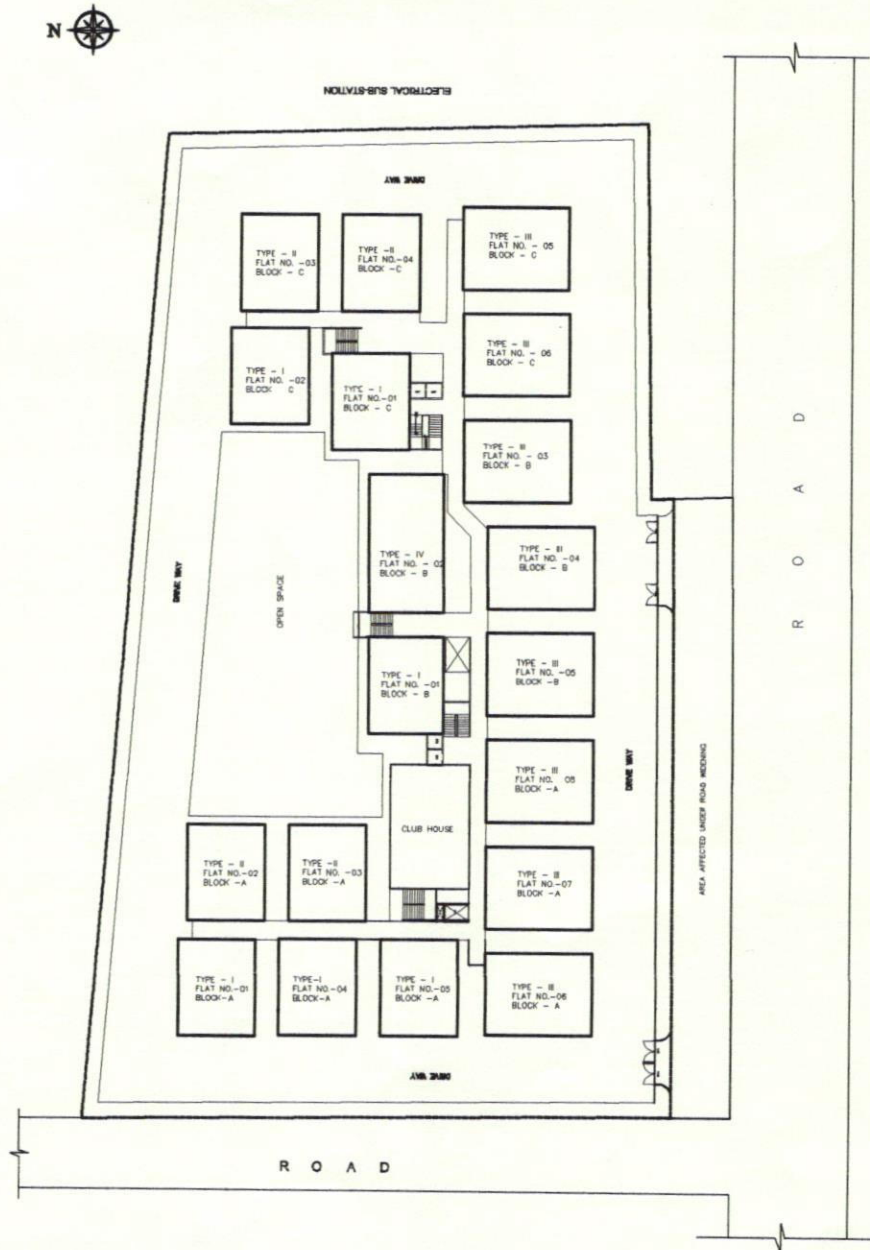 N
ELECTRICAL SUB-STATION
DRIVE WAY
TYPE - II
FLAT NO. -03
BLOCK - C
TYPE -II
FLAT NO.-04
BLOCK -C
TYPE - III
FLAT NO. - 05
BLOCK - C
TYPE - III
FLAT NO. - 06
BLOCK - C
TYPE - I
FLAT NO. -02
BLOCK C
TYPE - I
FLAT NO.-01
BLOCK - C
TYPE - III
FLAT NO. - 03
BLOCK - B
TYPE - IV
FLAT NO. - 02
BLOCK - B
TYPE - III
FLAT NO. -04
BLOCK - B
DRIVE WAY
OPEN SPACE
TYPE - I
FLAT NO. -01
BLOCK - B
TYPE - III
FLAT NO. -05
BLOCK -B
ROAD
TYPE - III
FLAT NO. 08
BLOCK -A
DRIVE WAY
AREA AFFECTED UNDER ROAD WIDENING
CLUB HOUSE
TYPE - II
FLAT NO.-02
BLOCK -A
TYPE -II
FLAT NO. -03
BLOCK -A
TYPE - III
FLAT NO.-07
BLOCK -A
TYPE - I
FLAT NO.-01
BLOCK-A
TYPE-I
FLAT NO.-04
BLOCK-A
TYPE - I
FLAT NO.-05
BLOCK-A
TYPE - III
FLAT NO.-06
BLOCK - A
DRIVE WAY
ROAD